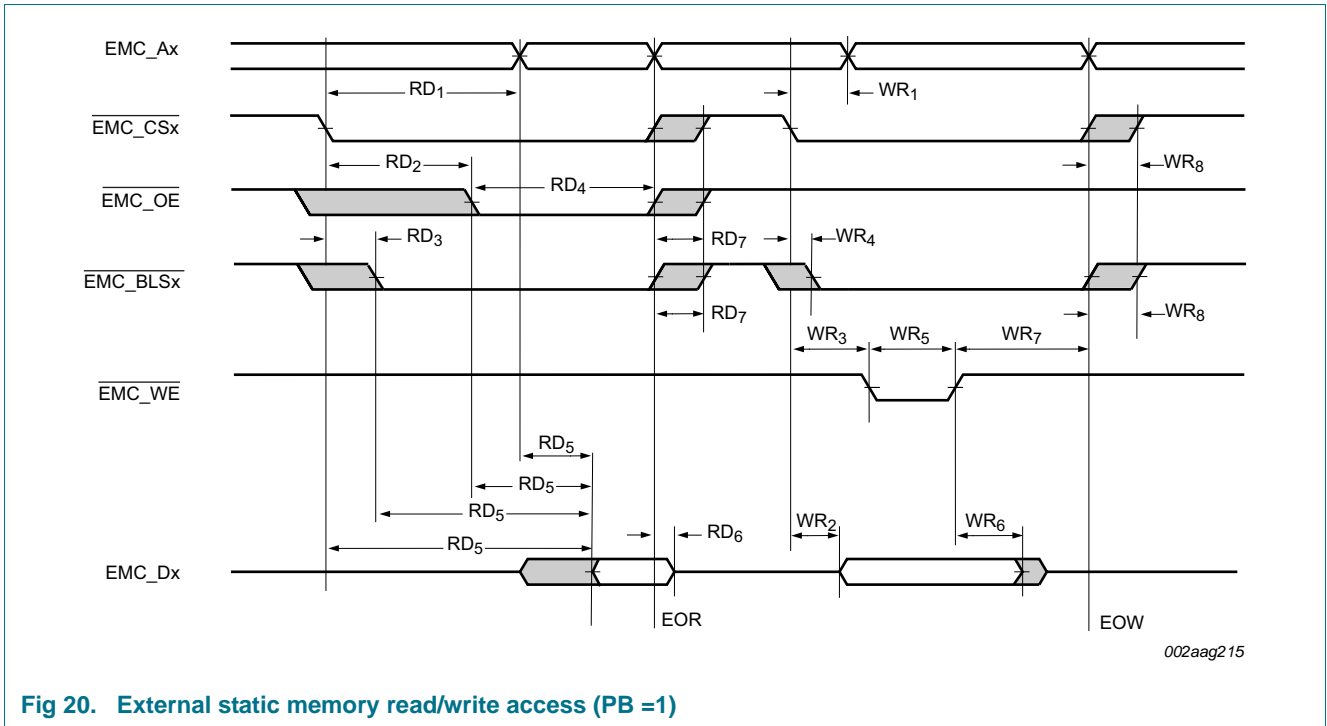 EMC_Ax
RD1
WR1
EMC_CSx
RD2
WR8
RD4
EMC_OE
RD3
RD7
WR4
EMC_BLSx
RD7
WR8
WR3
WR5
WR7
EMC_WE
RD5
RD5
RD5
WR2
WR6
RD6
RD5
EMC_Dx
EOR
EOW
002aag215
Fig 20. External static memory read/write access (PB =1)